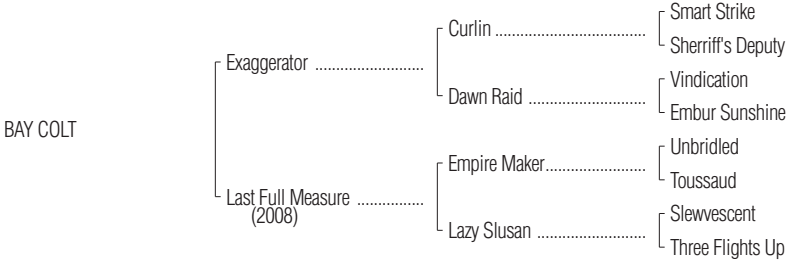 Smart Strike
Curlin ..................................
Sherriff's Deputy
Exaggerator .........................
Vindication
Dawn Raid ...........................
Embur Sunshine
BAY COLT
Unbridled
Empire Maker.......................
Toussaud
Last Full Measure ................
(2008)
Slewvescent
Lazy Slusan .........................
Three Flights Up